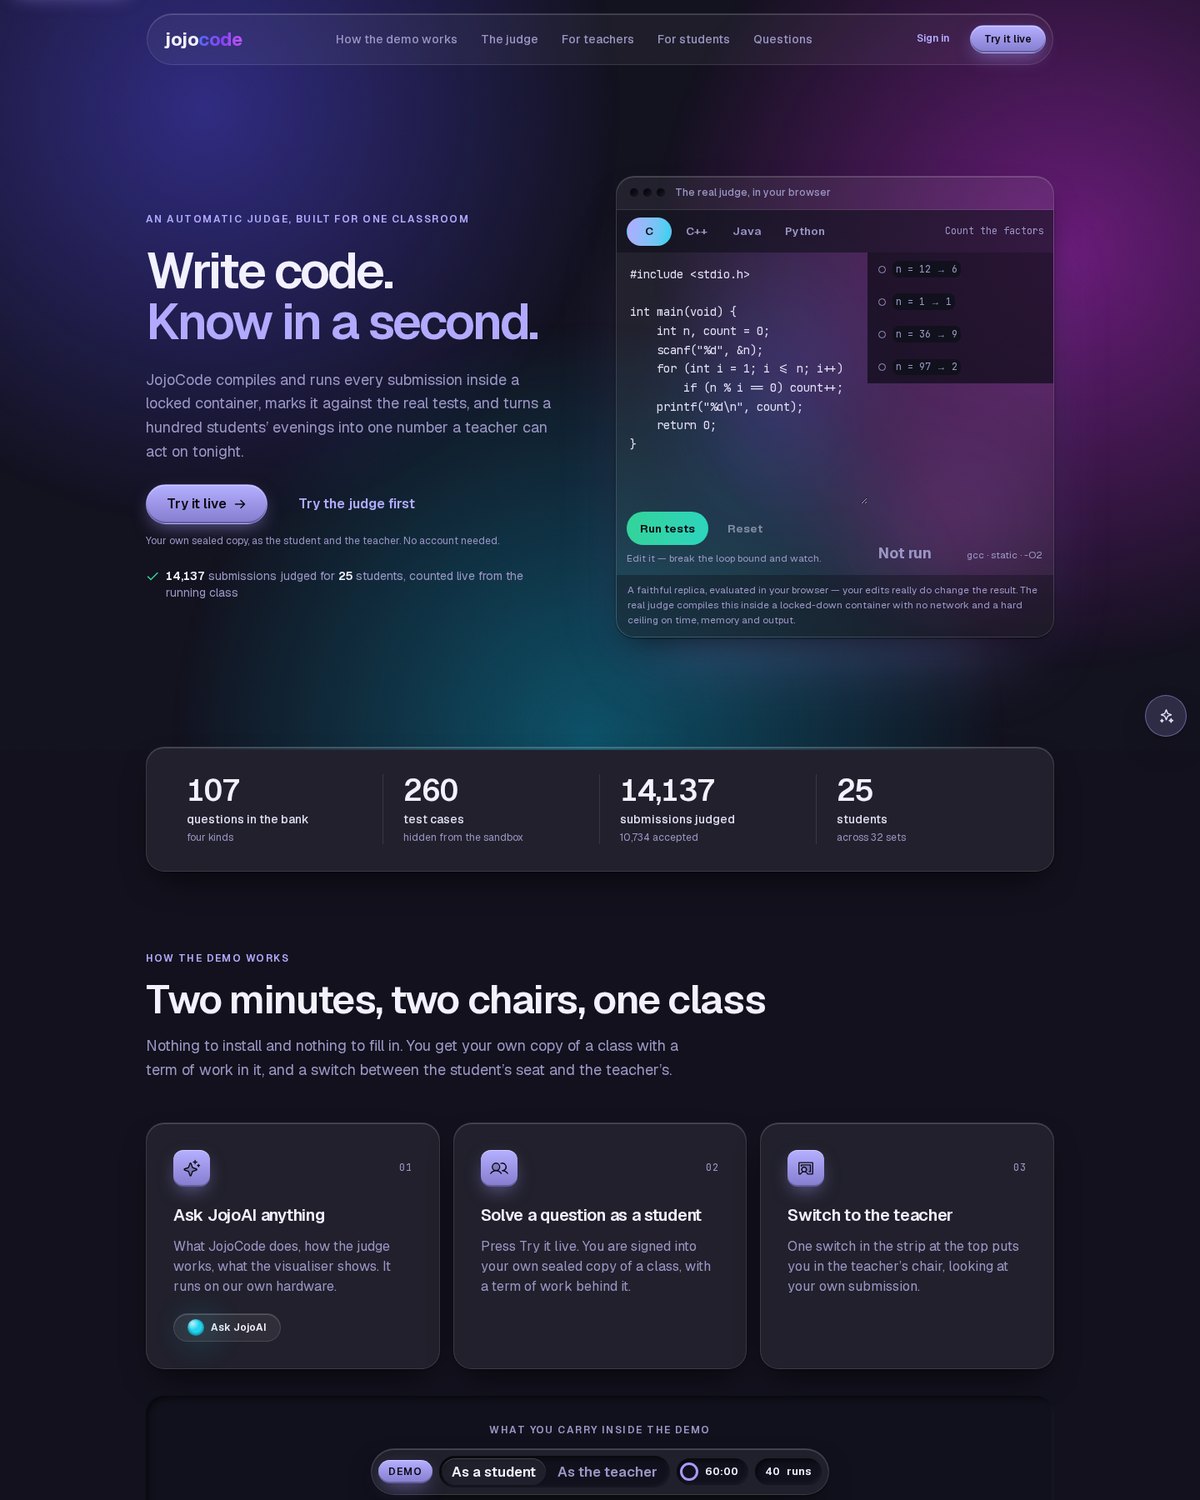 jojocode
How the demo works
The judge
For teachers
For students
Questions
Sign in
Try it live
AN AUTOMATIC JUDGE, BUILT FOR ONE CLASSROOM
Write code.
Know in a second.
JojoCode compiles and runs every submission inside a
locked container, marks it against the real tests, and turns a
hundred students’ evenings into one number a teacher can
act on tonight.
Try it live →
Try the judge first
Your own sealed copy, as the student and the teacher. No account needed.
14,137 submissions judged for 25 students, counted live from the
running class
The real judge, in your browser
C
C++
Java
Python
Count the factors
#include <stdio.h>
int main(void) {
    int n, count = 0;
    scanf("%d", &n);
    for (int i = 1; i <= n; i++)
        if (n % i == 0) count++;
    printf("%d\n", count);
    return 0;
}
n = 12 → 6
n = 1 → 1
n = 36 → 9
n = 97 → 2
Run tests
Reset
Edit it — break the loop bound and watch.
Not run
gcc · static · -O2
A faithful replica, evaluated in your browser — your edits really do change the result. The
real judge compiles this inside a locked-down container with no network and a hard
ceiling on time, memory and output.
107
questions in the bank
four kinds
260
test cases
hidden from the sandbox
14,137
submissions judged
10,734 accepted
25
students
across 32 sets
HOW THE DEMO WORKS
Two minutes, two chairs, one class
Nothing to install and nothing to fill in. You get your own copy of a class with a
term of work in it, and a switch between the student’s seat and the teacher’s.
01
Ask JojoAI anything
What JojoCode does, how the judge
works, what the visualiser shows. It
runs on our own hardware.
Ask JojoAI
02
Solve a question as a student
Press Try it live. You are signed into
your own sealed copy of a class, with
a term of work behind it.
03
Switch to the teacher
One switch in the strip at the top puts
you in the teacher’s chair, looking at
your own submission.
WHAT YOU CARRY INSIDE THE DEMO
DEMO
As a student
As the teacher
60:00
40 runs